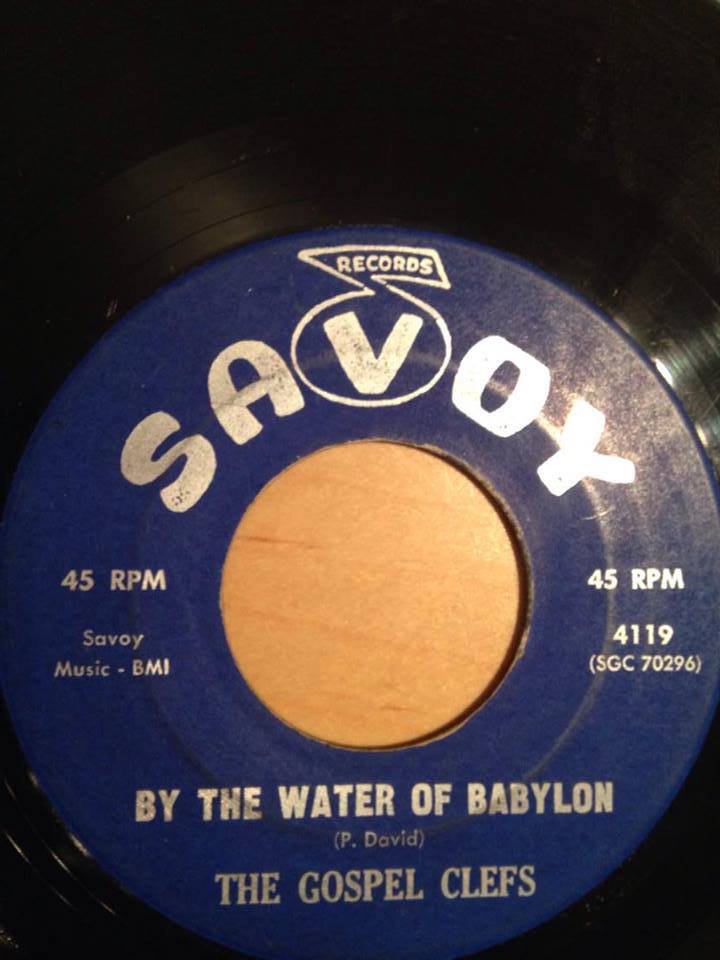 RECORDS
SAVOY
45 RPM
Savoy
Music - BMI
45 RPM
4119
(SGC 70296)
BY THE WATER OF BABYLON
(P. David)
THE GOSPEL CLEFS